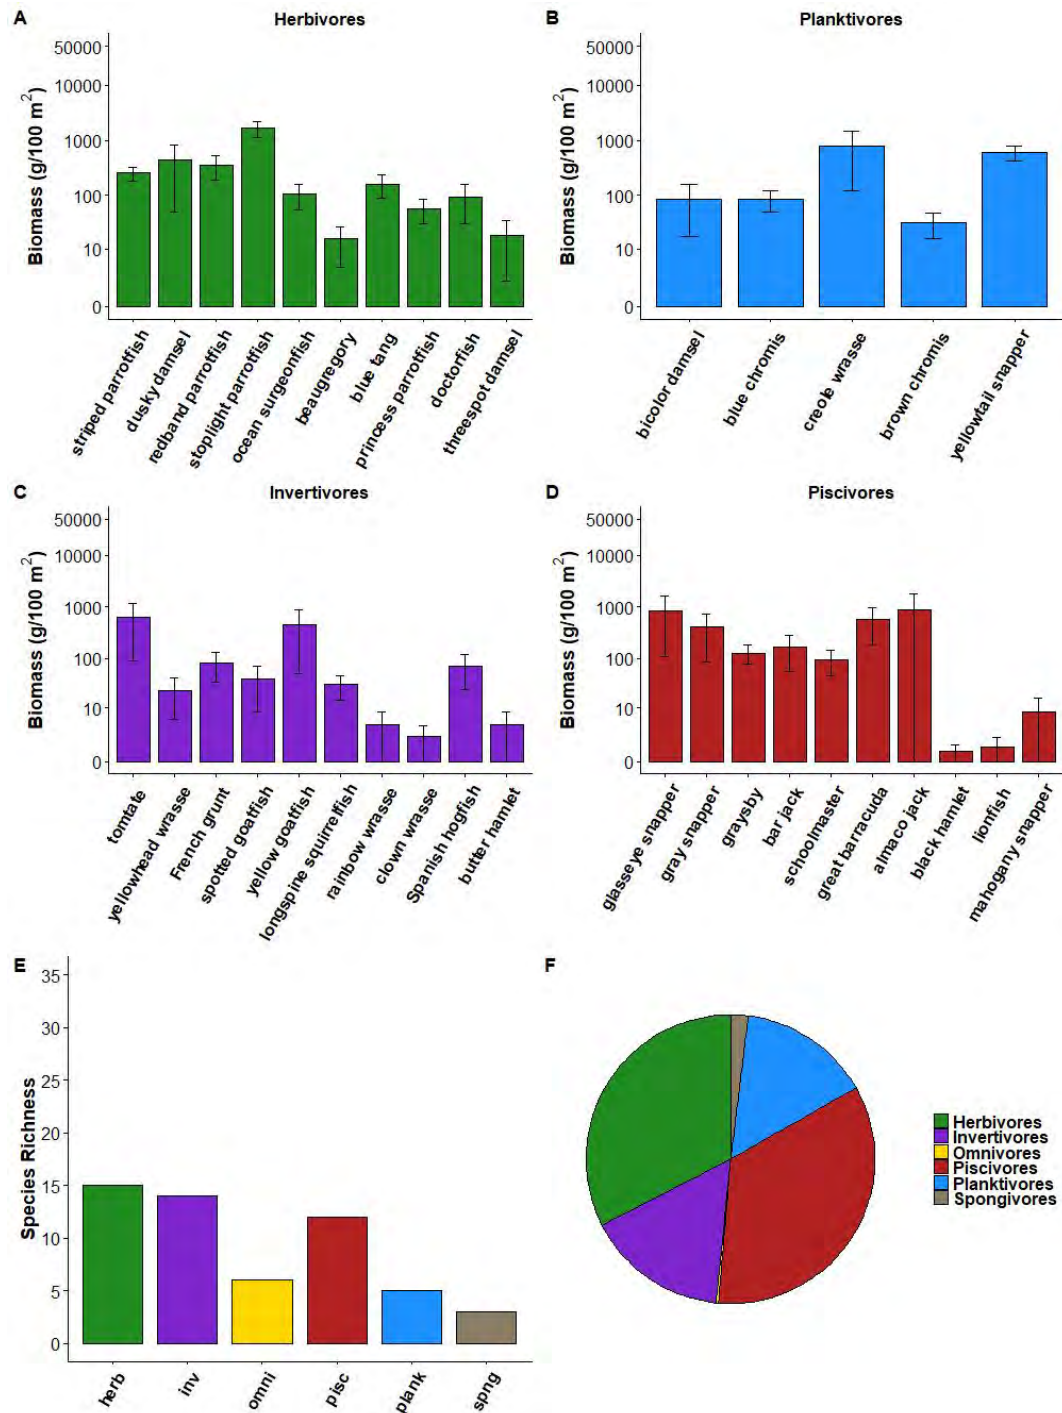 A
Herbivores
Biomass (g/100 m²)
50000
10000
1000
100
10
0
striped parrotfish
dusky damsel
redband parrotfish
stoplight parrotfish
ocean surgeonfish
beaugregory
blue tang
princess parrotfish
doctorfish
threespot damsel
B
Planktivores
Biomass (g/100 m²)
50000
10000
1000
100
10
0
bicolor damsel
blue chromis
creole wrasse
brown chromis
yellowtail snapper
C
Invertivores
Biomass (g/100 m²)
50000
10000
1000
100
10
0
tomtate
yellowhead wrasse
French grunt
spotted goatfish
yellow goatfish
longspine squirrelfish
rainbow wrasse
clown wrasse
Spanish hogfish
butter hamlet
D
Piscivores
Biomass (g/100 m²)
50000
10000
1000
100
10
0
glasseye snapper
gray snapper
graysby
bar jack
schoolmaster
great barracuda
almaco jack
black hamlet
lionfish
mahogany snapper
E
Species Richness
35
30
25
20
15
10
5
0
herb
inv
omni
pisc
plank
spng
F
Herbivores
Invertivores
Omnivores
Piscivores
Planktivores
Spongivores